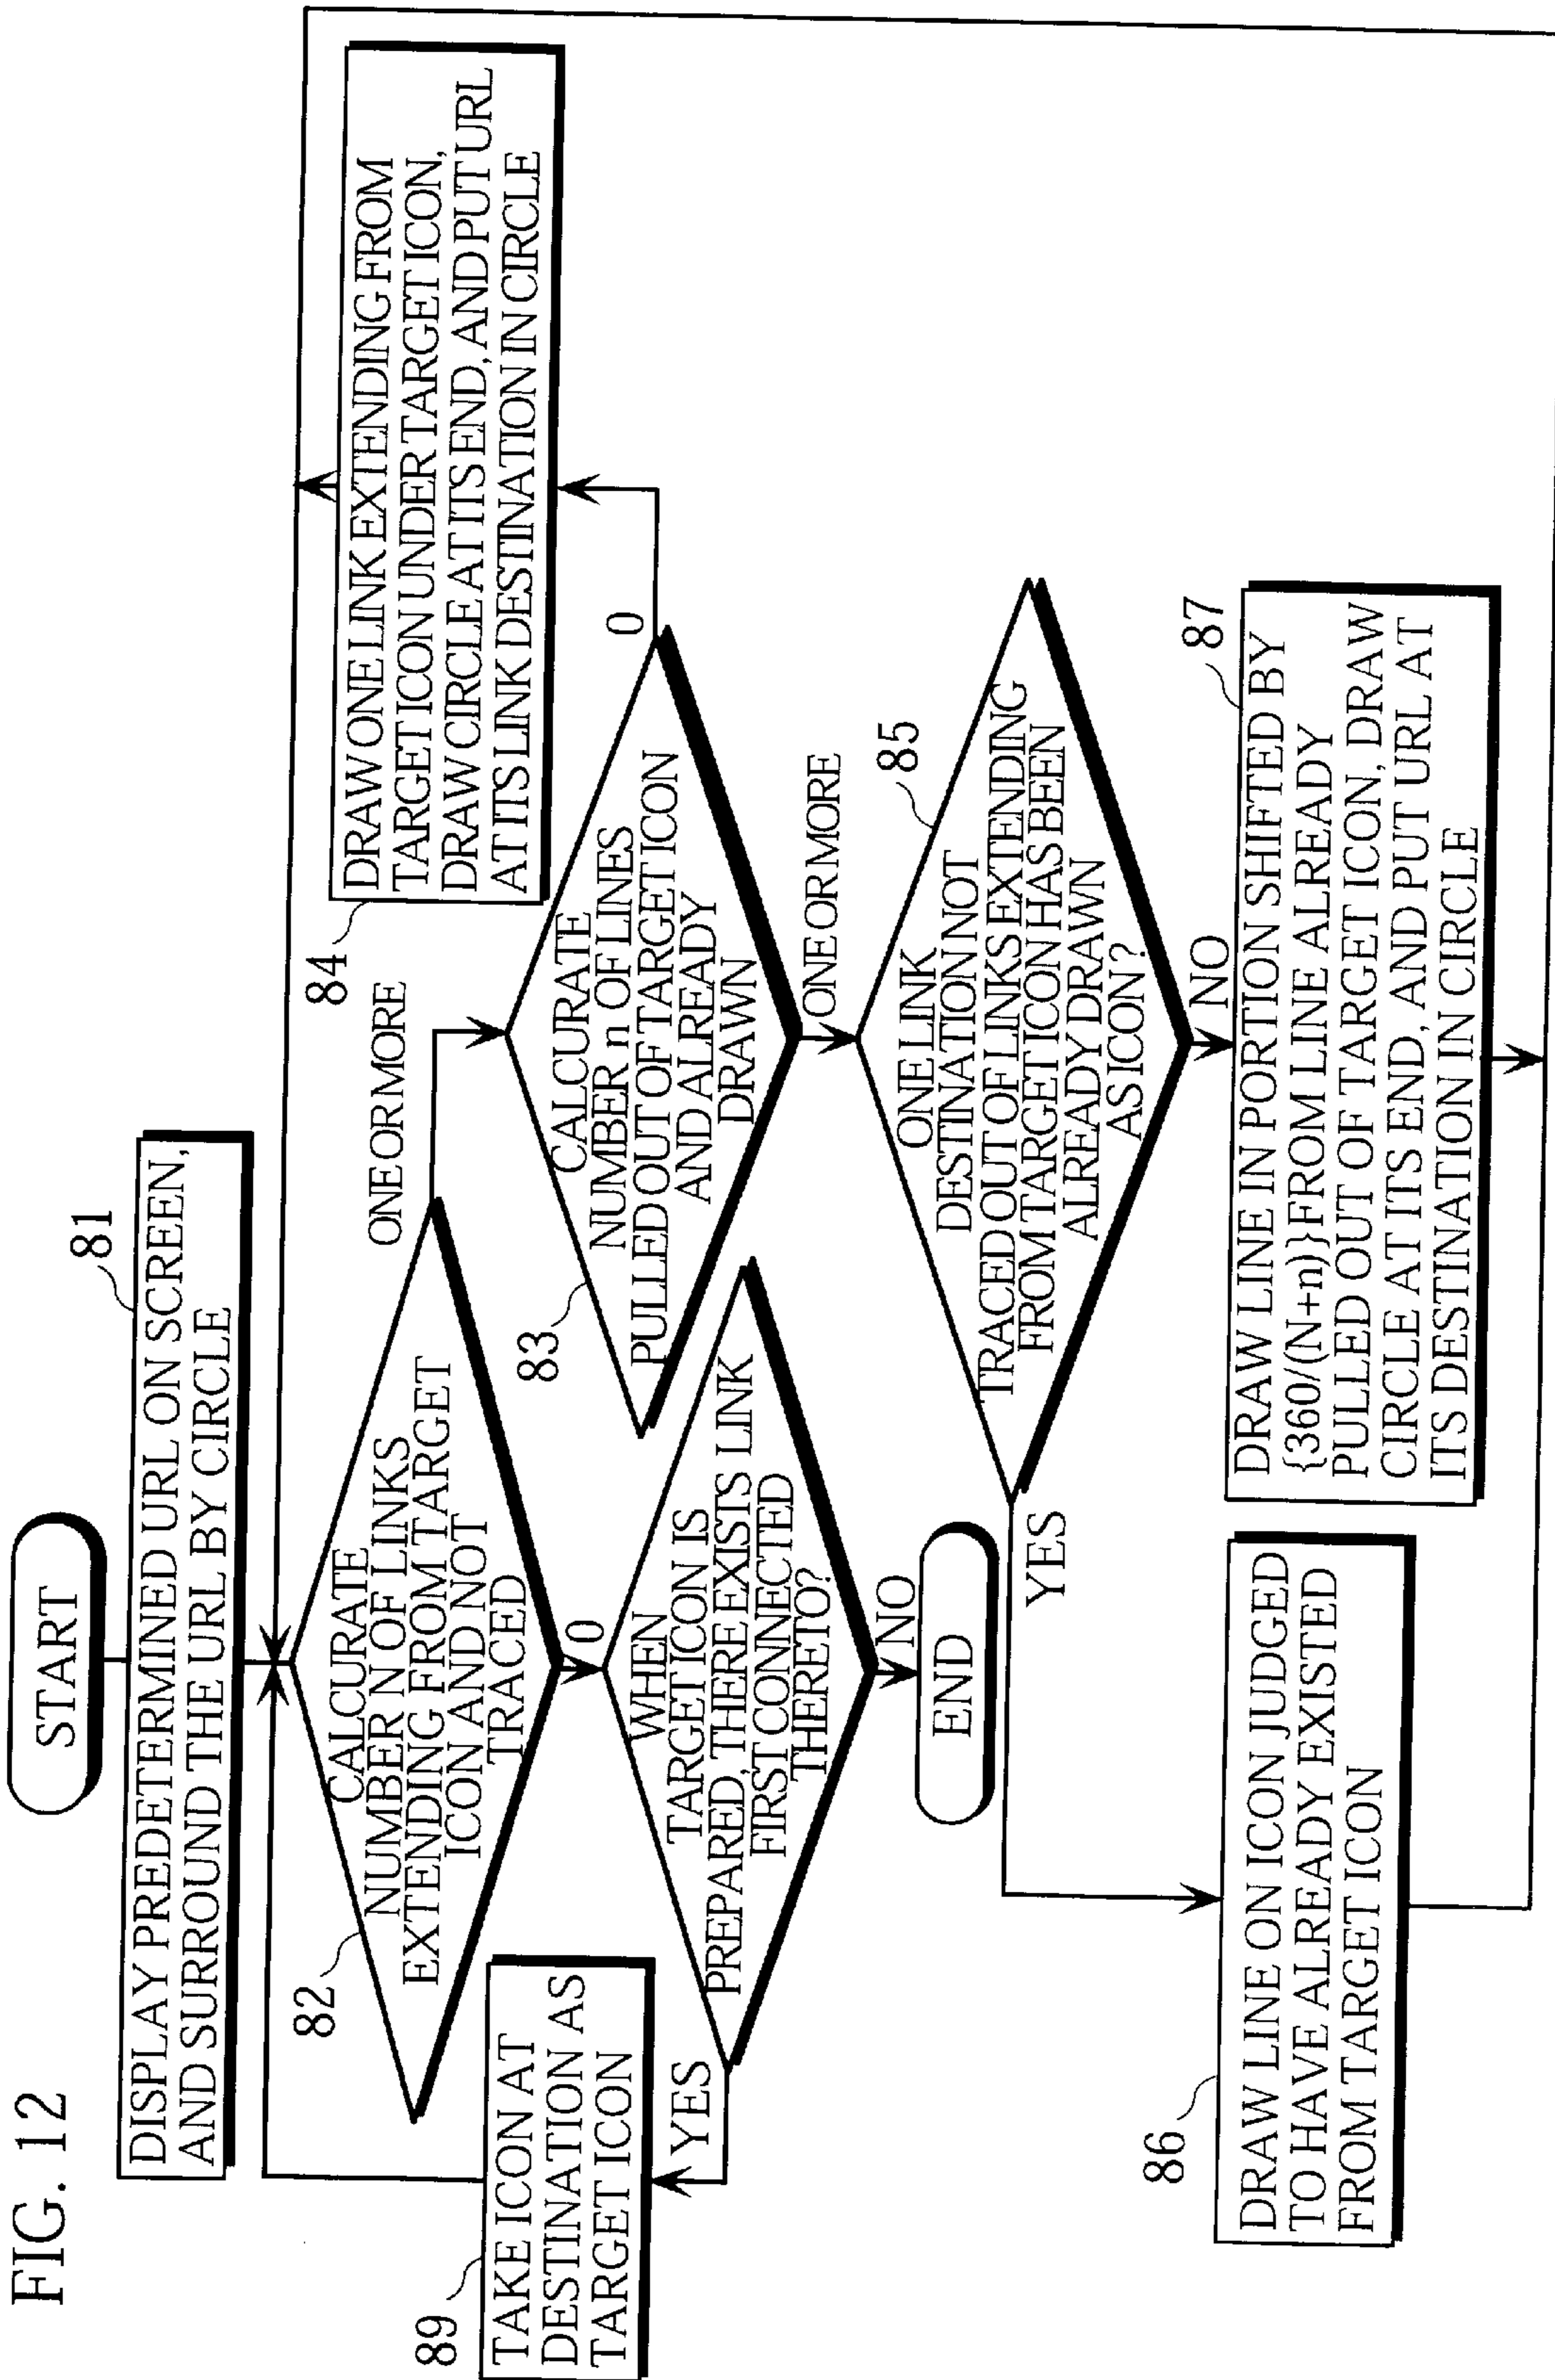 FIG. 12
START
81
DISPLAY PREDETERMINED URL ON SCREEN,
AND SURROUND THE URL BY CIRCLE
82
CALCURATE
NUMBER N OF LINKS
EXTENDING FROM TARGET
ICON AND NOT
TRACED
ONE OR MORE
0
84
DRAW ONE LINK EXTENDING FROM
TARGET ICON UNDER TARGET ICON,
DRAW CIRCLE AT ITS END, AND PUT URL
AT ITS LINK DESTINATION IN CIRCLE
83
CALCURATE
NUMBER n OF LINES
PULLED OUT OF TARGET ICON
AND ALREADY
DRAWN
0
ONE OR MORE
89
TAKE ICON AT
DESTINATION AS
TARGET ICON
WHEN
TARGET ICON IS
PREPARED, THERE EXISTS LINK
FIRST CONNECTED
THERETO?
YES
NO
END
85
ONE LINK
DESTINATION NOT
TRACED OUT OF LINKS EXTENDING
FROM TARGET ICON HAS BEEN
ALREADY DRAWN
AS ICON?
YES
NO
86
DRAW LINE ON ICON JUDGED
TO HAVE ALREADY EXISTED
FROM TARGET ICON
87
DRAW LINE IN PORTION SHIFTED BY
{360/(N+n)} FROM LINE ALREADY
PULLED OUT OF TARGET ICON, DRAW
CIRCLE AT ITS END, AND PUT URL AT
ITS DESTINATION IN CIRCLE